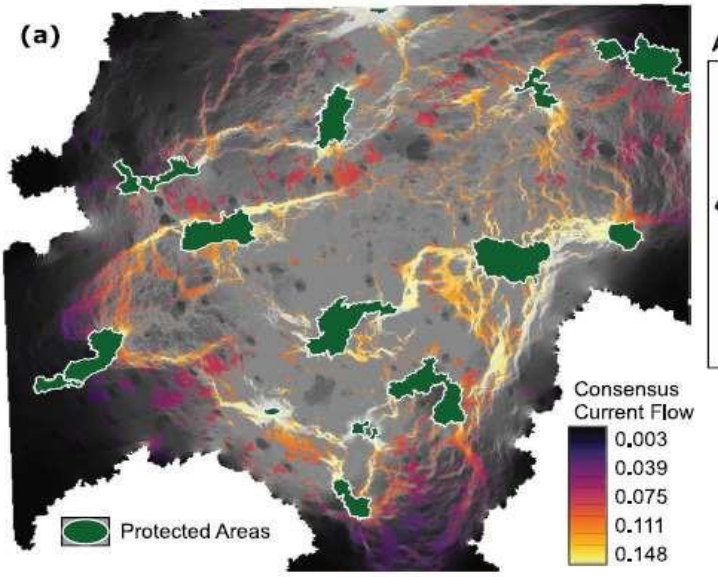 (a)
Consensus
Current Flow
0.003
0.039
0.075
0.111
0.148
Protected Areas